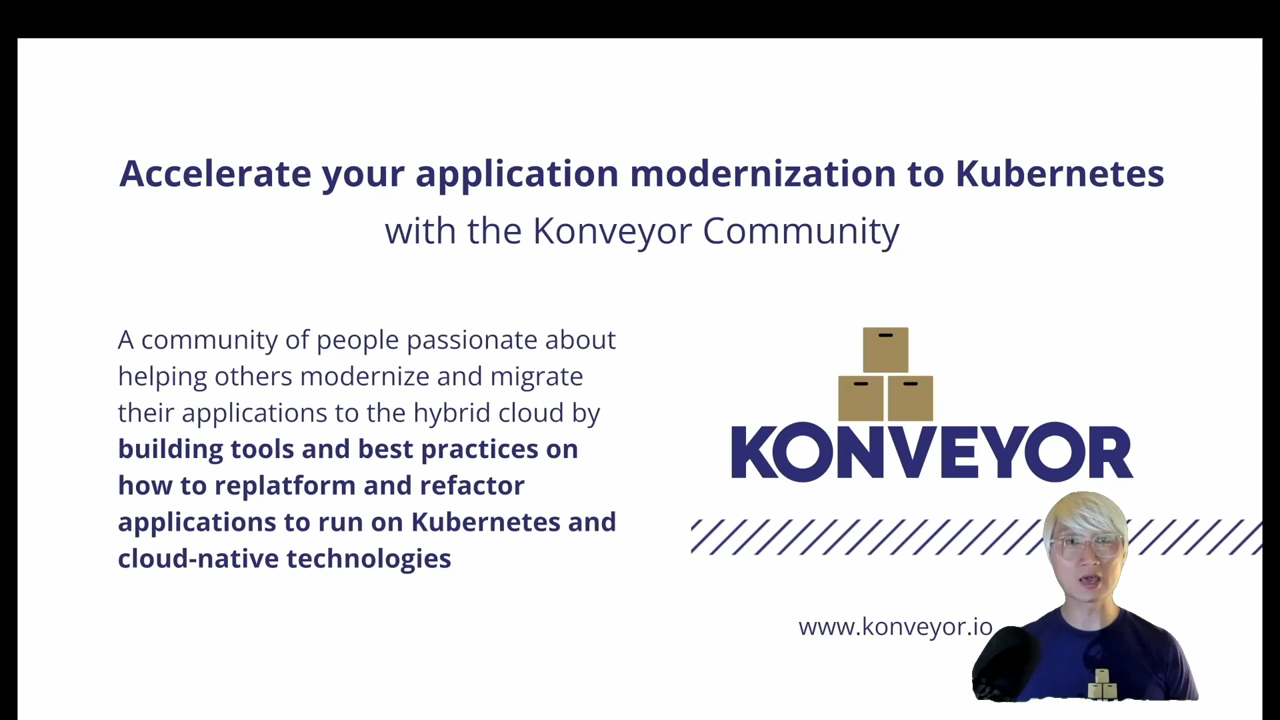 Accelerate your application modernization to Kubernetes
with the Konveyor Community
A community of people passionate about
helping others modernize and migrate
their applications to the hybrid cloud by
building tools and best practices on
how to replatform and refactor
applications to run on Kubernetes and
cloud-native technologies
KONVEYOR
www.konveyor.io